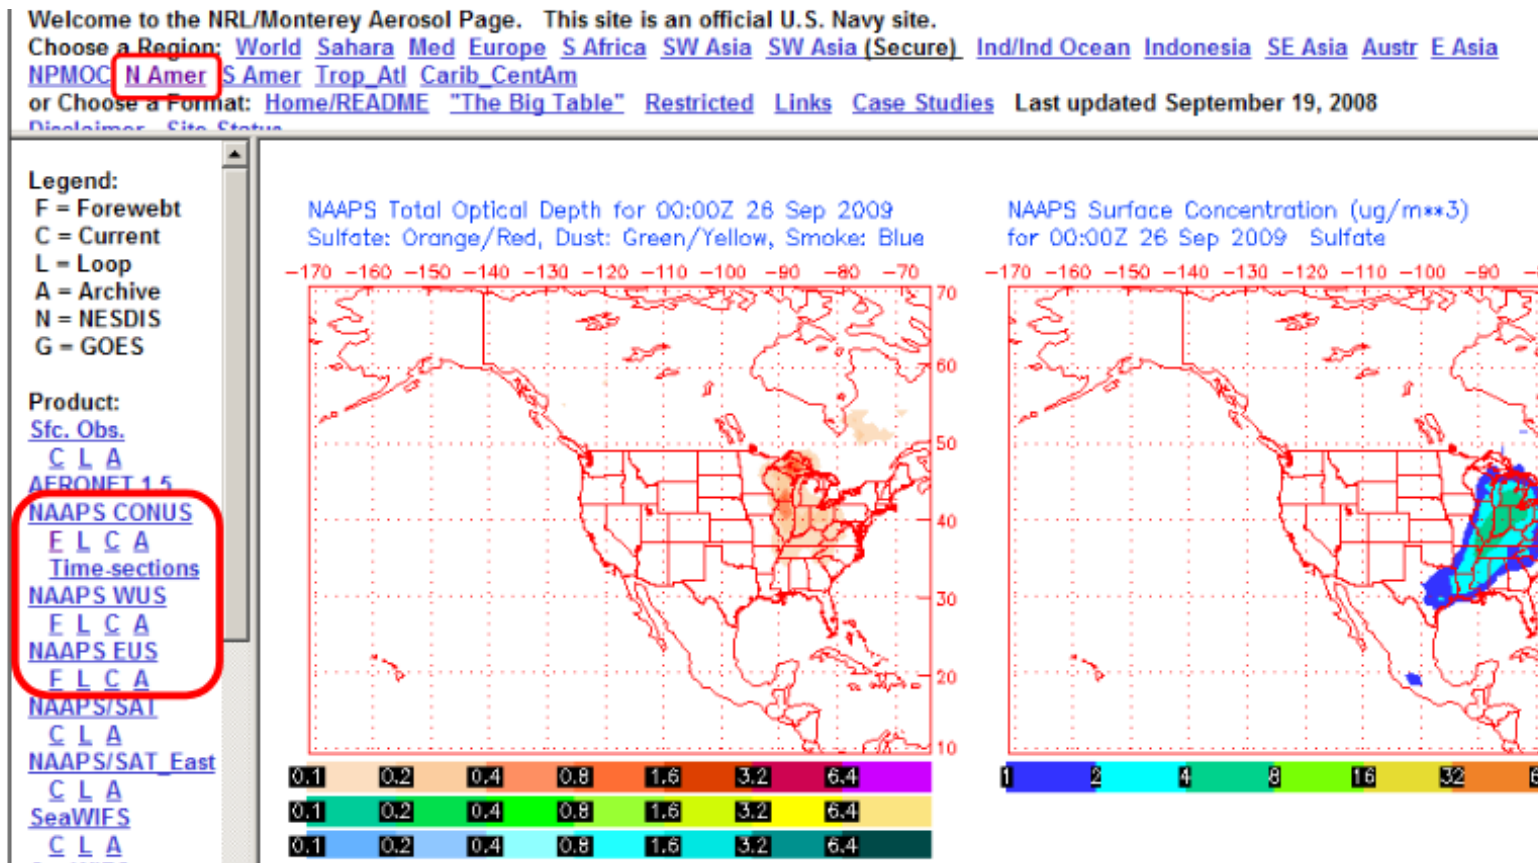 Welcome to the NRL/Monterey Aerosol Page. This site is an official U.S. Navy site.
Choose a Region: World Sahara Med Europe S Africa SW Asia SW Asia (Secure) Ind/Ind Ocean Indonesia SE Asia Austr E Asia
NPMOC N Amer S Amer Trop_Atl Carib_CentAm
or Choose a Format: Home/README "The Big Table" Restricted Links Case Studies Last updated September 19, 2008
Disclaimer Site Status
Legend:
F = Forewebt
C = Current
L = Loop
A = Archive
N = NESDIS
G = GOES
Product:
Sfc. Obs.
C L A
AERONET 1.5
NAAPS CONUS
F L C A
Time-sections
NAAPS WUS
F L C A
NAAPS EUS
F L C A
NAAPS/SAT
C L A
NAAPS/SAT_East
C L A
SeaWIFS
C L A
NAAPS Total Optical Depth for 00:00Z 26 Sep 2009
Sulfate: Orange/Red, Dust: Green/Yellow, Smoke: Blue
-170 -160 -150 -140 -130 -120 -110 -100 -90 -80 -70
70
60
50
40
30
20
10
0.1 0.2 0.4 0.8 1.6 3.2 6.4
0.1 0.2 0.4 0.8 1.6 3.2 6.4
0.1 0.2 0.4 0.8 1.6 3.2 6.4
NAAPS Surface Concentration (ug/m**3)
for 00:00Z 26 Sep 2009 Sulfate
-170 -160 -150 -140 -130 -120 -110 -100 -90
1 2 4 8 16 32